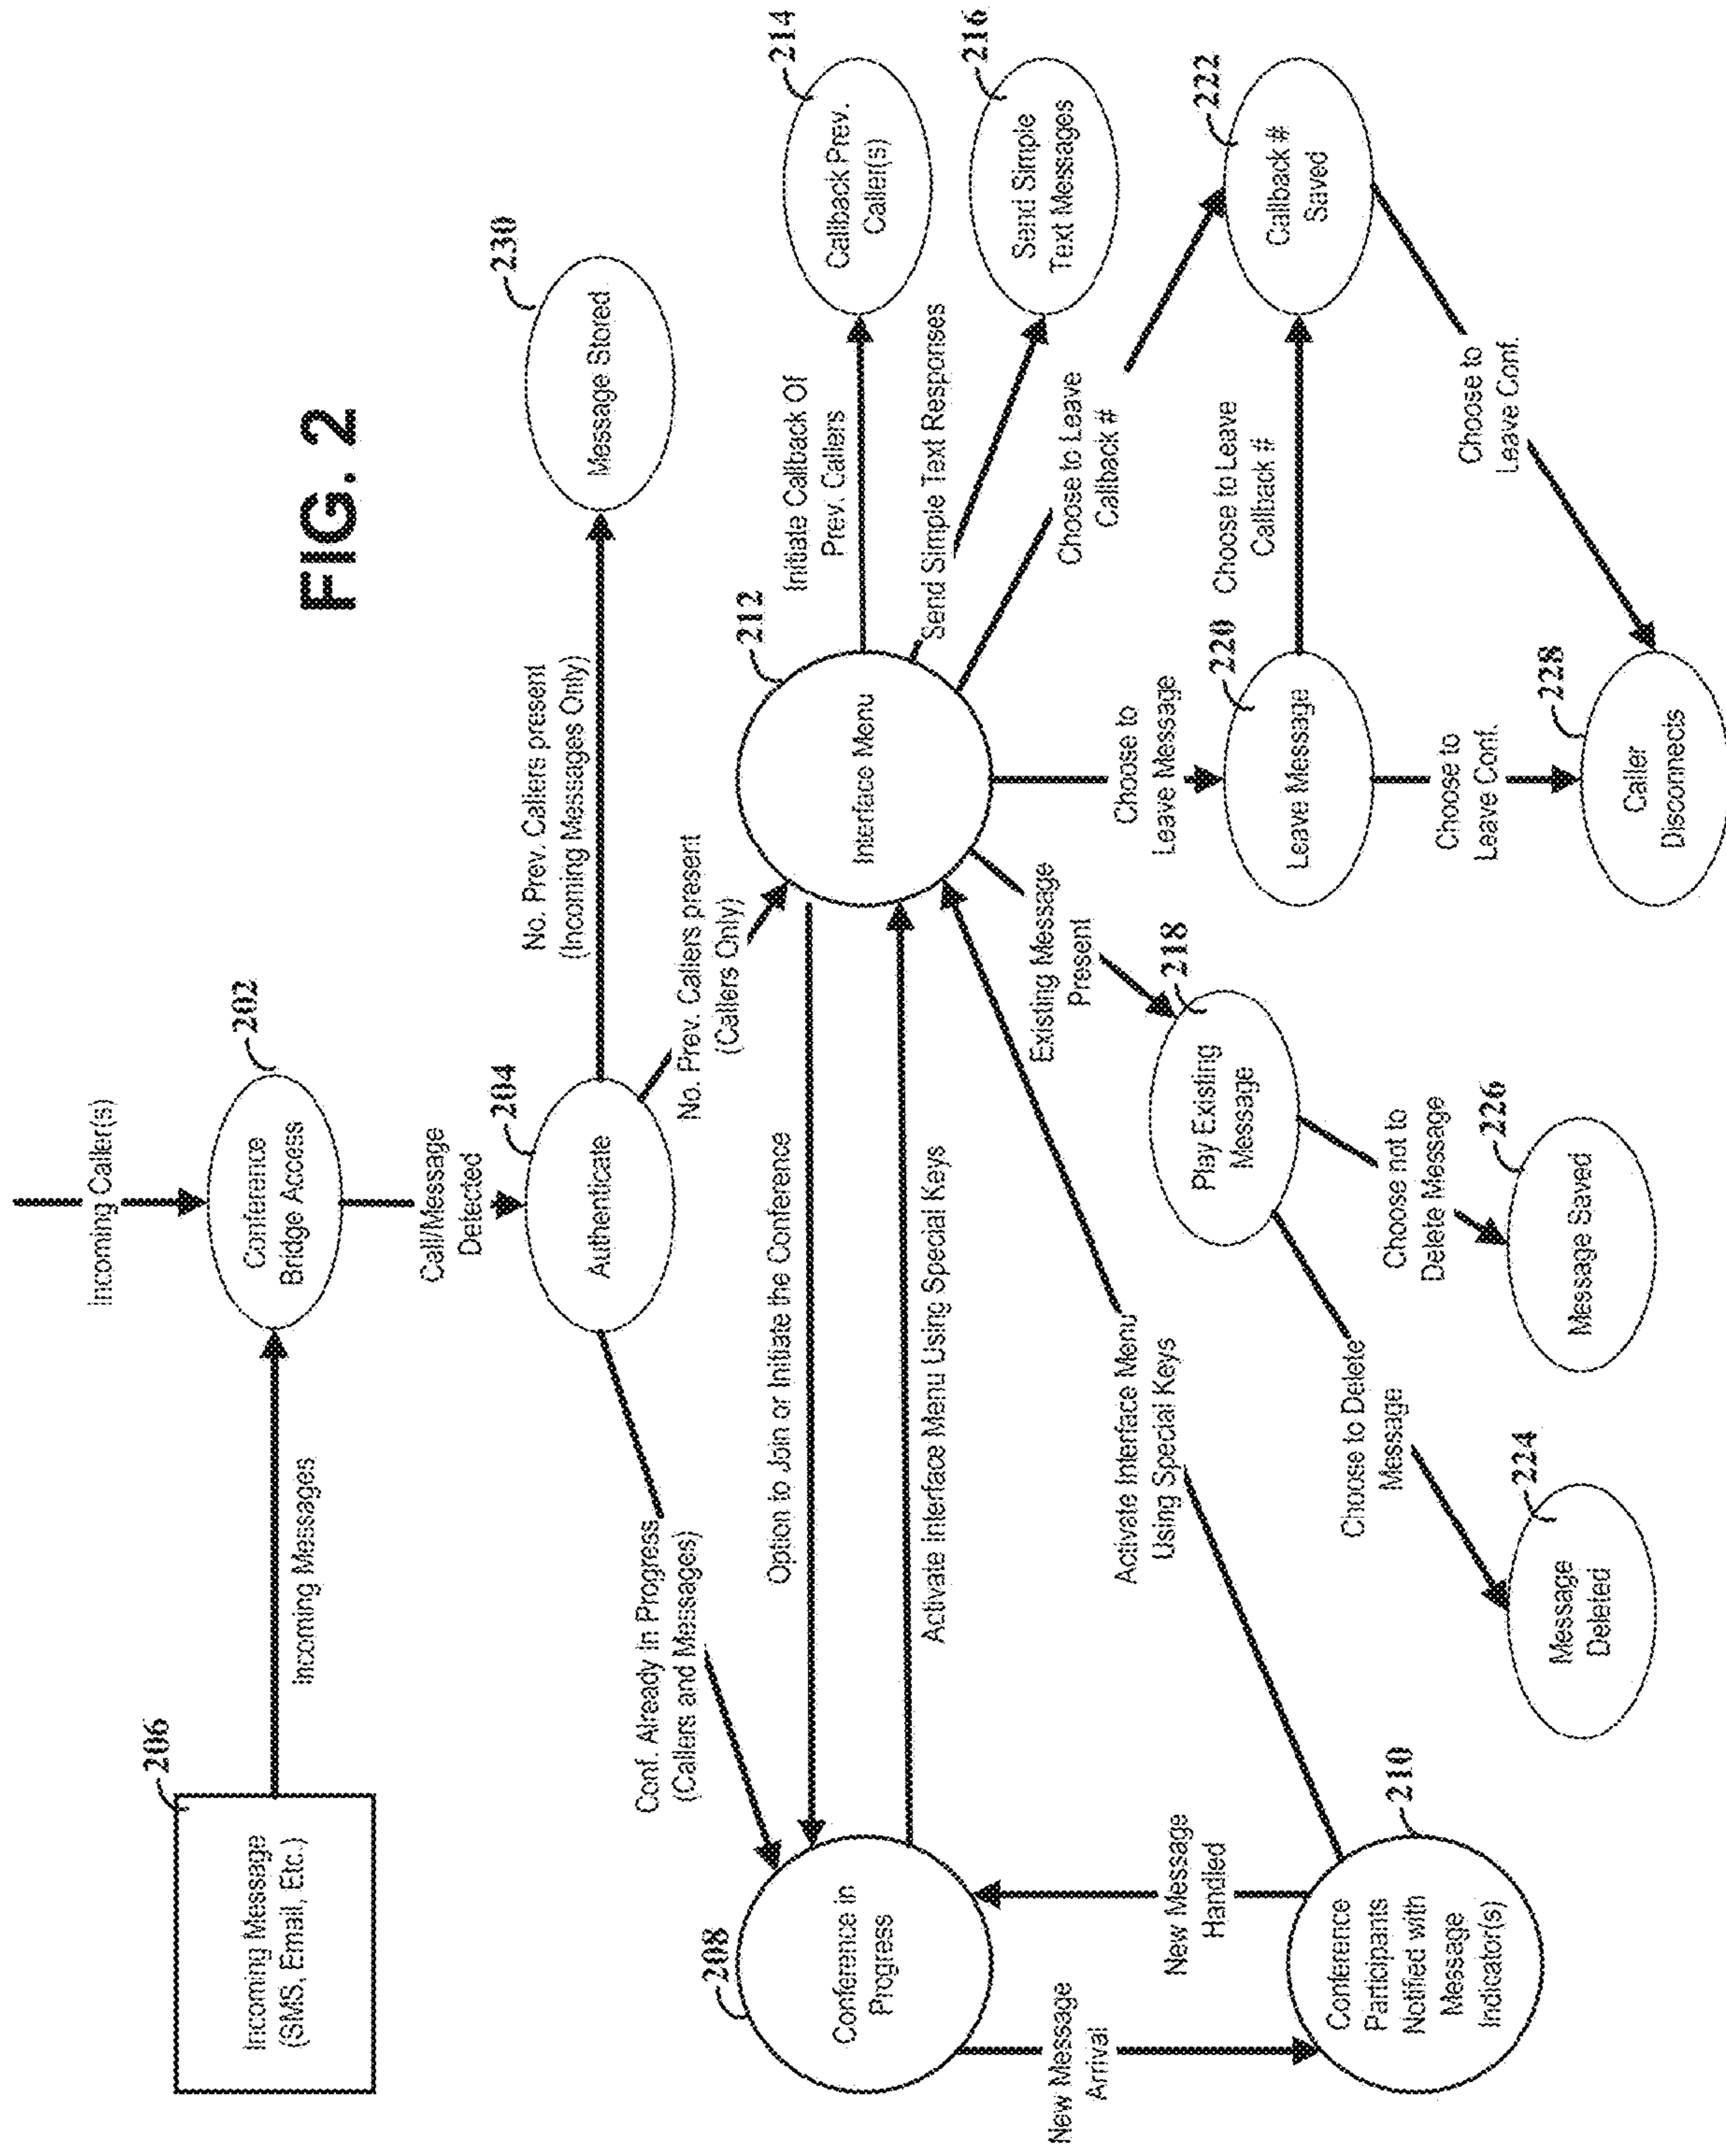 FIG. 2
206
Incoming Message
(SMS, Email, Etc.)
Incoming Messages
Incoming Caller(s)
202
Conference
Bridge Access
Call/Message
Detected
204
Authenticate
No. Prev. Callers present
(Incoming Messages Only)
230
Message Stored
No. Prev. Callers present
(Callers Only)
Conf. Already In Progress
(Callers and Messages)
208
Conference in
Progress
Option to Join or Initiate the Conference
Activate Interface Menu Using Special Keys
212
Interface Menu
Initiate Callback Of
Prev. Callers
214
Callback Prev.
Caller(s)
Send Simple Text Responses
216
Send Simple
Text Messages
Choose to Leave
Callback #
222
Callback #
Saved
New Message
Arrival
New Message
Handled
210
Conference
Participants
Notified with
Message
Indicator(s)
Activate Interface Menu
Using Special Keys
Existing Message
Present
218
Play Existing
Message
Choose to Delete
Message
224
Message
Deleted
Choose not to
Delete Message
226
Message Saved
Choose to
Leave Message
220
Leave Message
Choose to Leave
Callback #
Choose to
Leave Conf.
228
Caller
Disconnects
Choose to
Leave Conf.